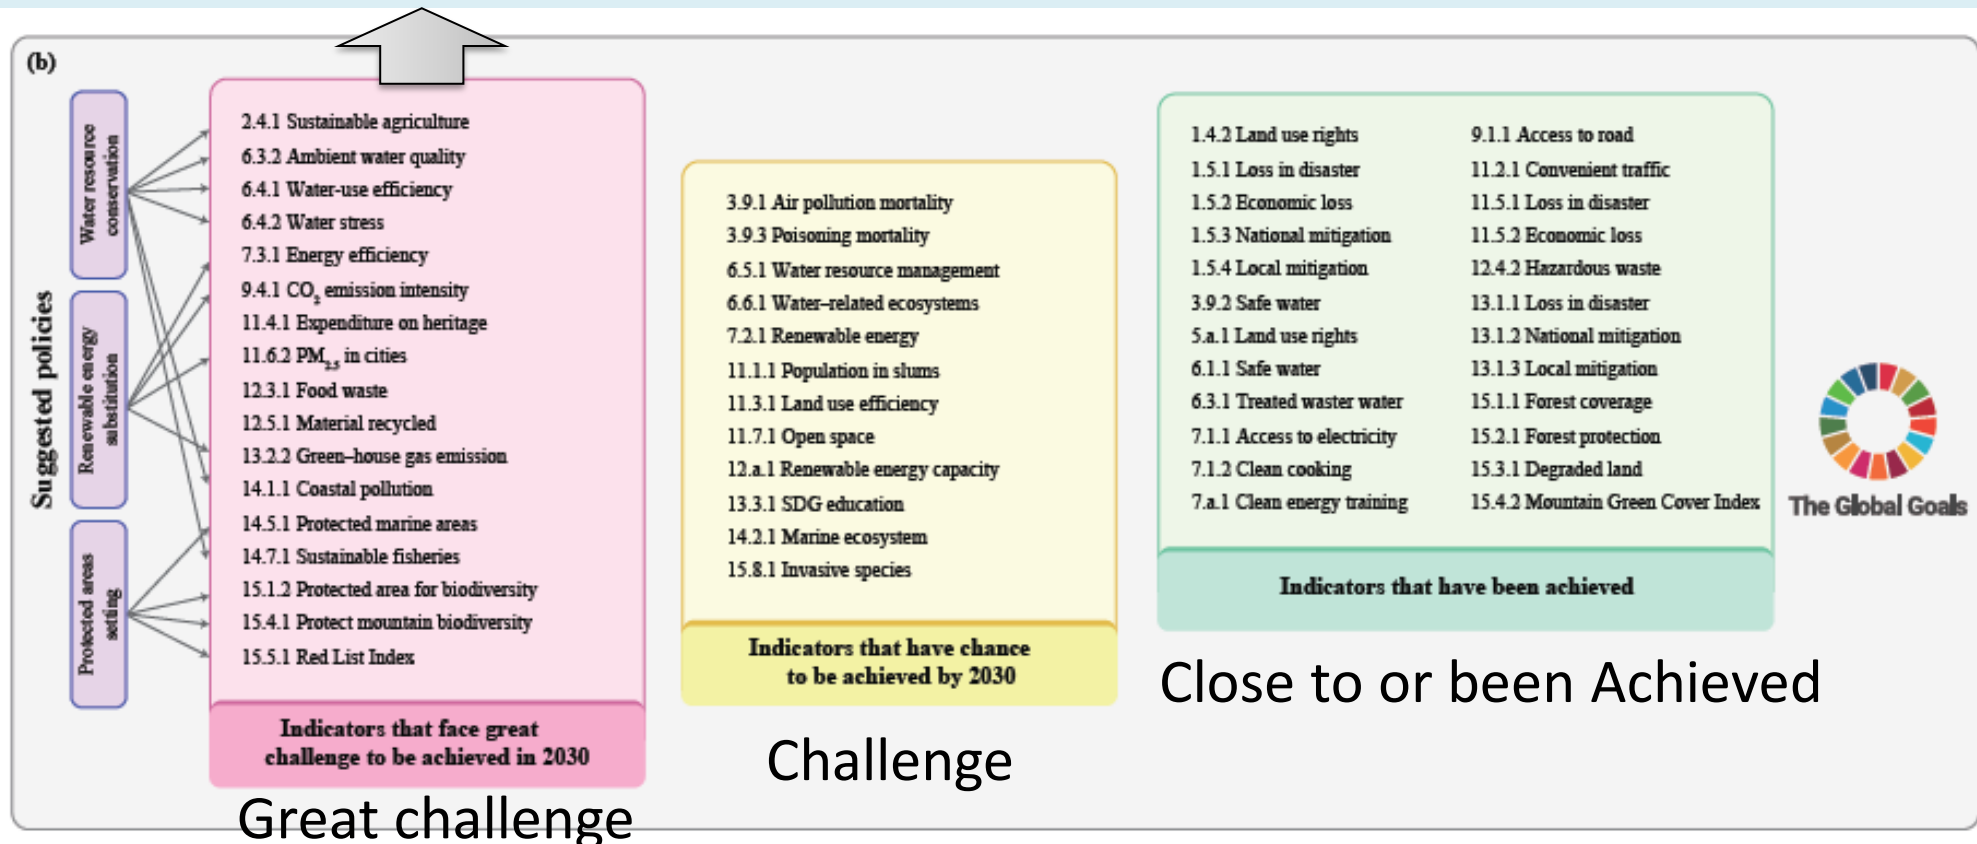 (b)
Suggested policies
Water resource
conservation
Renewable energy
substitution
Protected areas
setting
2.4.1 Sustainable agriculture
6.3.2 Ambient water quality
6.4.1 Water-use efficiency
6.4.2 Water stress
7.3.1 Energy efficiency
9.4.1 CO₂ emission intensity
11.4.1 Expenditure on heritage
11.6.2 PM₂.₅ in cities
12.3.1 Food waste
12.5.1 Material recycled
13.2.2 Green–house gas emission
14.1.1 Coastal pollution
14.5.1 Protected marine areas
14.7.1 Sustainable fisheries
15.1.2 Protected area for biodiversity
15.4.1 Protect mountain biodiversity
15.5.1 Red List Index
Indicators that face great
challenge to be achieved in 2030
Great challenge
3.9.1 Air pollution mortality
3.9.3 Poisoning mortality
6.5.1 Water resource management
6.6.1 Water–related ecosystems
7.2.1 Renewable energy
11.1.1 Population in slums
11.3.1 Land use efficiency
11.7.1 Open space
12.a.1 Renewable energy capacity
13.3.1 SDG education
14.2.1 Marine ecosystem
15.8.1 Invasive species
Indicators that have chance
to be achieved by 2030
Challenge
1.4.2 Land use rights
1.5.1 Loss in disaster
1.5.2 Economic loss
1.5.3 National mitigation
1.5.4 Local mitigation
3.9.2 Safe water
5.a.1 Land use rights
6.1.1 Safe water
6.3.1 Treated waster water
7.1.1 Access to electricity
7.1.2 Clean cooking
7.a.1 Clean energy training
9.1.1 Access to road
11.2.1 Convenient traffic
11.5.1 Loss in disaster
11.5.2 Economic loss
12.4.2 Hazardous waste
13.1.1 Loss in disaster
13.1.2 National mitigation
13.1.3 Local mitigation
15.1.1 Forest coverage
15.2.1 Forest protection
15.3.1 Degraded land
15.4.2 Mountain Green Cover Index
Indicators that have been achieved
Close to or been Achieved
The Global Goals